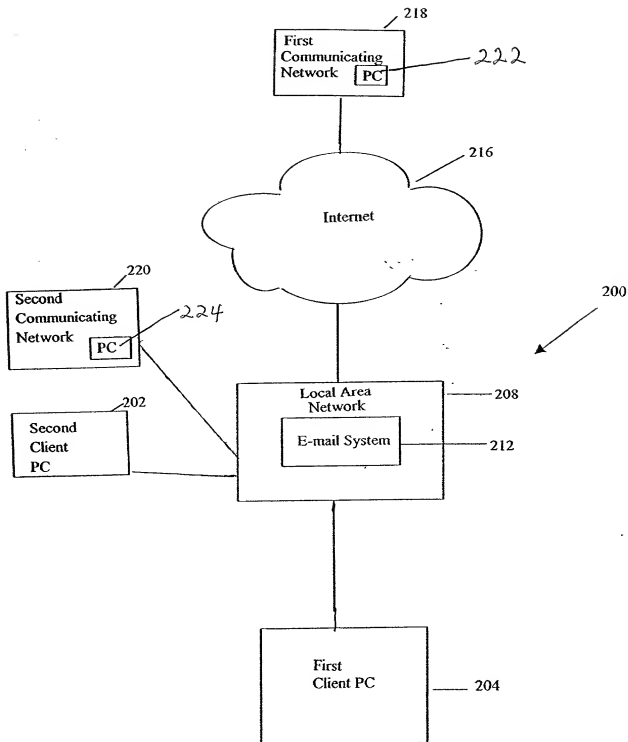 218
First
Communicating
Network
PC
222
216
Internet
220
Second
Communicating
Network
PC
224
200
202
Second
Client
PC
Local Area
Network
208
E-mail System
212
First
Client PC
204